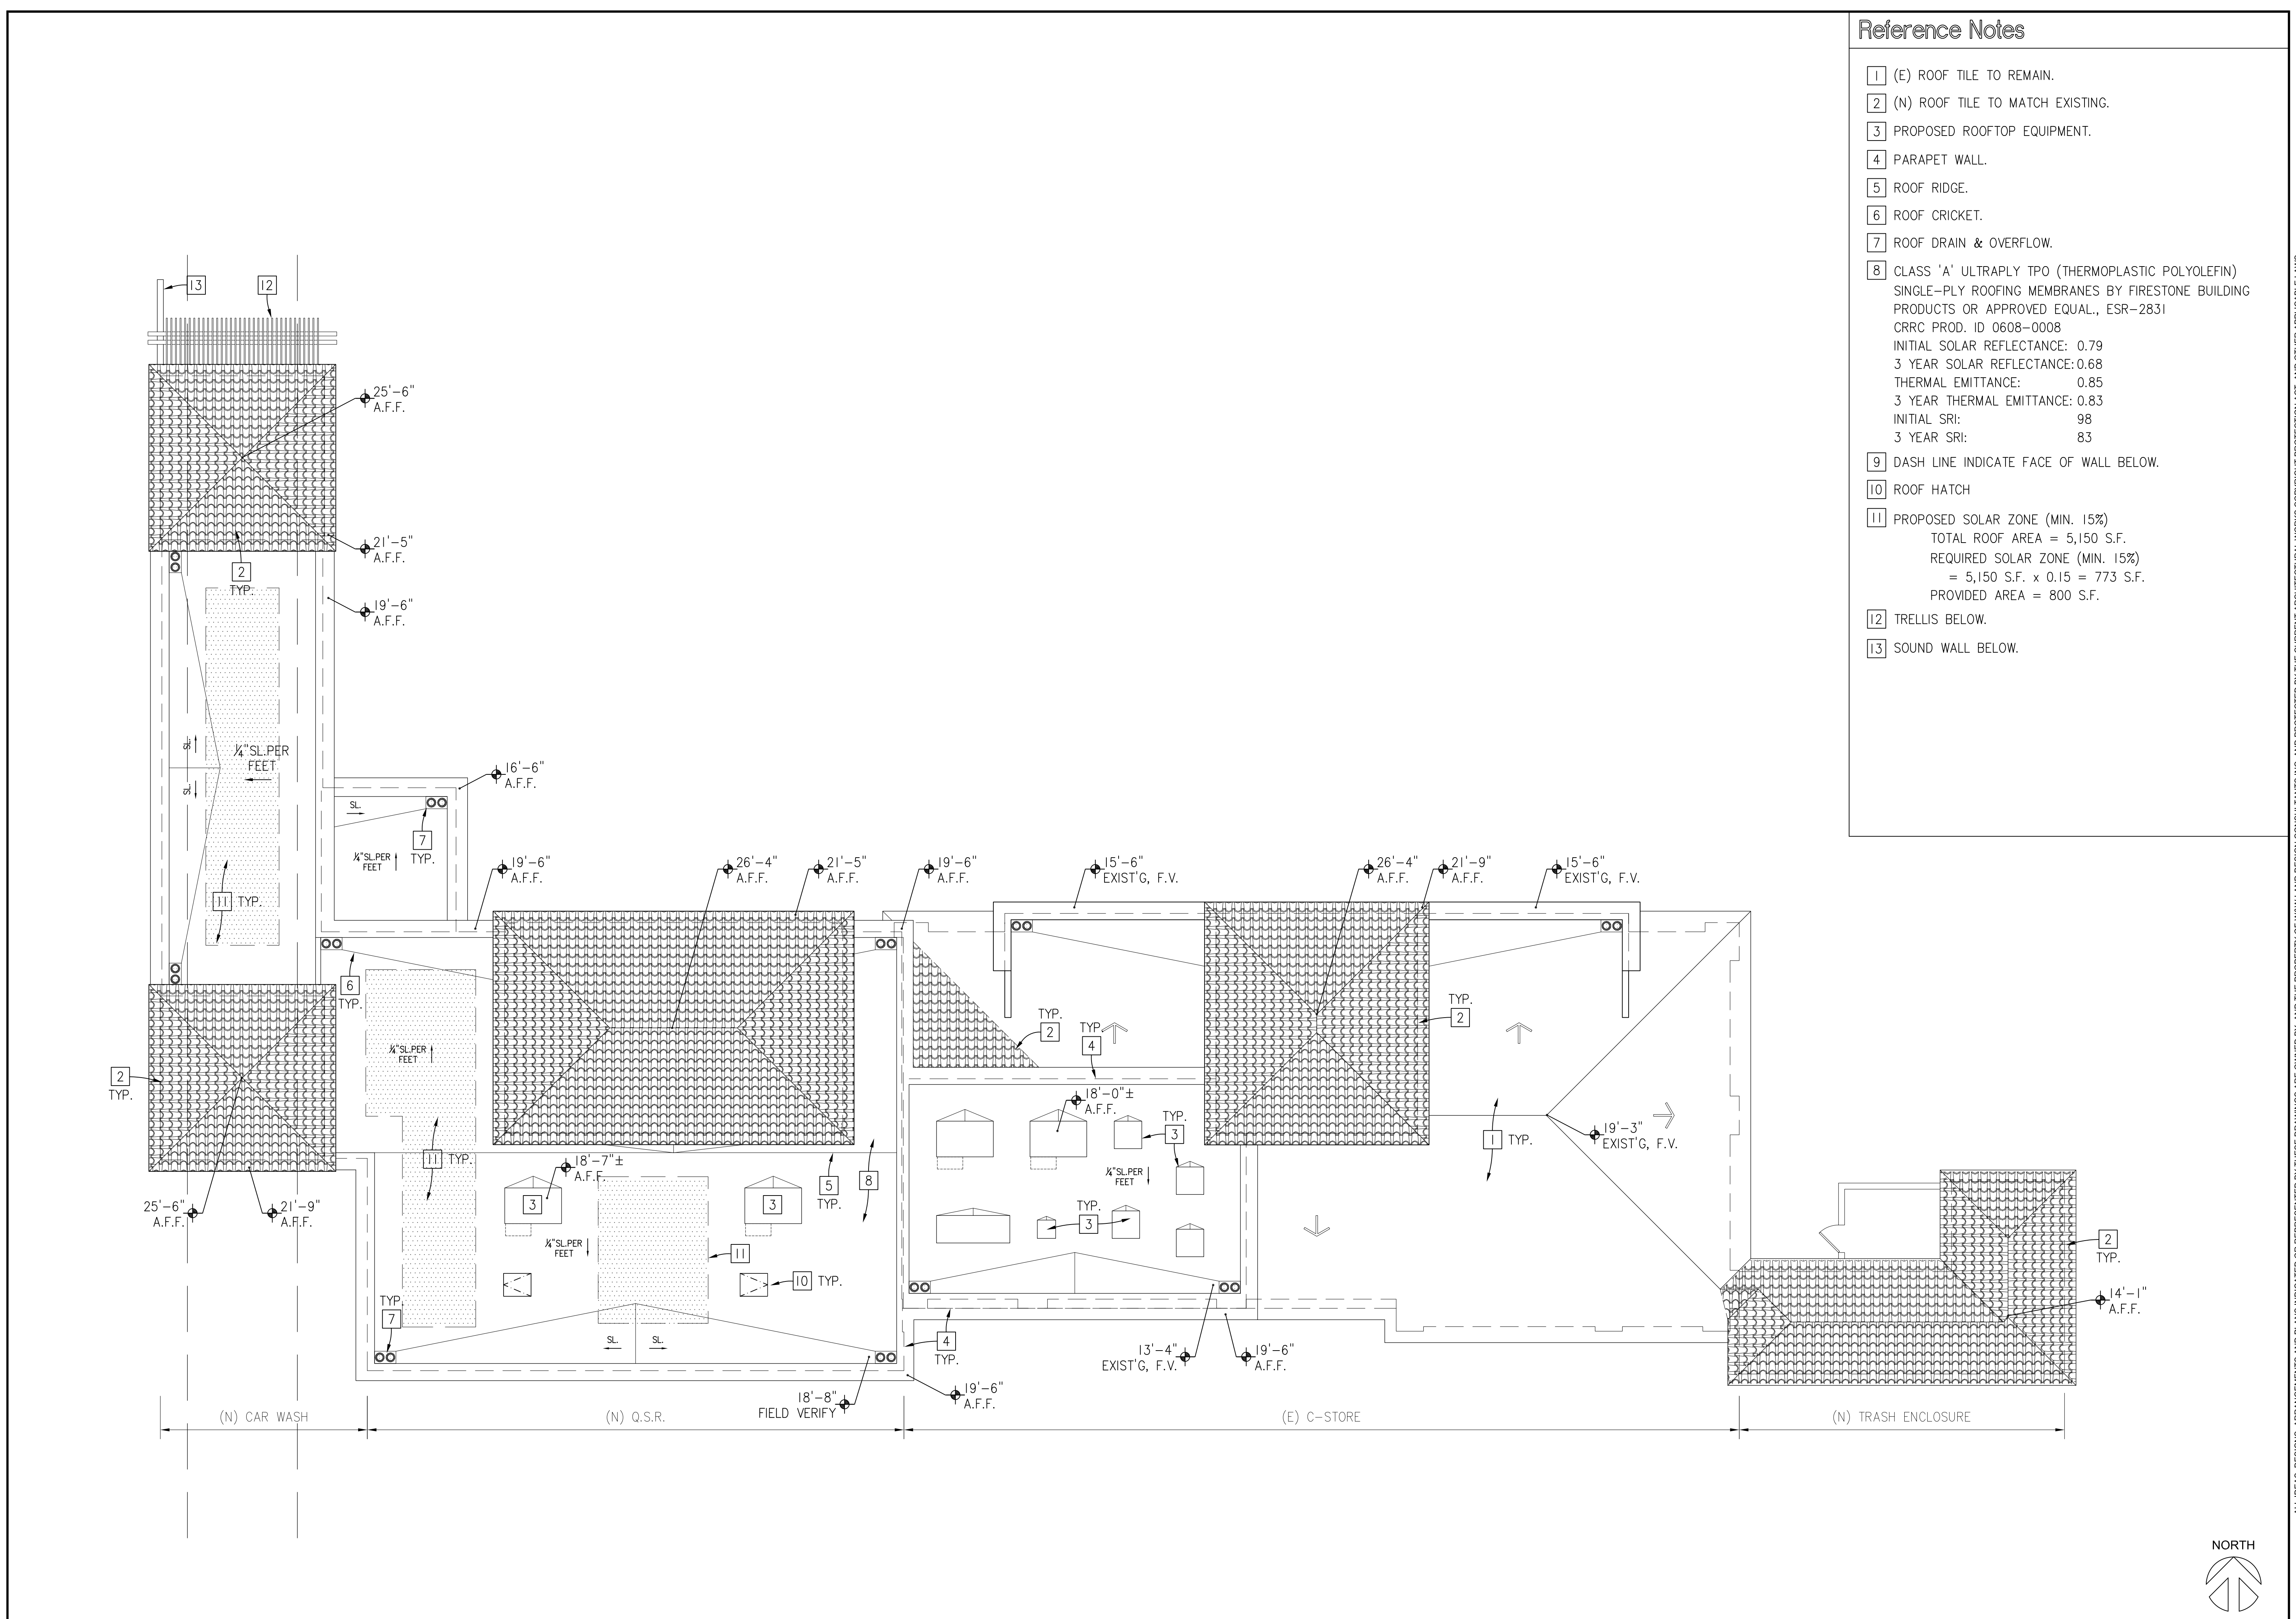 Reference Notes
1 (E) ROOF TILE TO REMAIN.
2 (N) ROOF TILE TO MATCH EXISTING.
3 PROPOSED ROOFTOP EQUIPMENT.
4 PARAPET WALL.
5 ROOF RIDGE.
6 ROOF CRICKET.
7 ROOF DRAIN & OVERFLOW.
8 CLASS 'A' ULTRAPLY TPO (THERMOPLASTIC POLYOLEFIN)
SINGLE-PLY ROOFING MEMBRANES BY FIRESTONE BUILDING
PRODUCTS OR APPROVED EQUAL., ESR-2831
CRRC PROD. ID 0608-0008
INITIAL SOLAR REFLECTANCE: 0.79
3 YEAR SOLAR REFLECTANCE: 0.68
THERMAL EMITTANCE: 0.85
3 YEAR THERMAL EMITTANCE: 0.83
INITIAL SRI: 98
3 YEAR SRI: 83
9 DASH LINE INDICATE FACE OF WALL BELOW.
10 ROOF HATCH
11 PROPOSED SOLAR ZONE (MIN. 15%)
TOTAL ROOF AREA = 5,150 S.F.
REQUIRED SOLAR ZONE (MIN. 15%)
= 5,150 S.F. x 0.15 = 773 S.F.
PROVIDED AREA = 800 S.F.
12 TRELLIS BELOW.
13 SOUND WALL BELOW.
13
12
25'-6"
A.F.F.
21'-5"
A.F.F.
2
TYP.
19'-6"
A.F.F.
SL.
1/4"SL.PER
FEET
SL.
16'-6"
A.F.F.
SL.
7
TYP.
1/4"SL.PER
FEET
11 TYP.
19'-6"
A.F.F.
26'-4"
A.F.F.
21'-5"
A.F.F.
19'-6"
A.F.F.
15'-6"
EXIST'G, F.V.
26'-4"
A.F.F.
21'-9"
A.F.F.
15'-6"
EXIST'G, F.V.
6
TYP.
TYP.
2
TYP.
4
TYP.
2
1/4"SL.PER
FEET
2
TYP.
18'-0"±
A.F.F.
TYP.
3
19'-3"
EXIST'G, F.V.
1 TYP.
11 TYP.
18'-7"±
A.F.F.
3
3
5
TYP.
8
1/4"SL.PER
FEET
TYP.
3
25'-6"
A.F.F.
21'-9"
A.F.F.
1/4"SL.PER
FEET
11
10 TYP.
2
TYP.
14'-1"
A.F.F.
TYP.
7
SL.
SL.
4
TYP.
13'-4"
EXIST'G, F.V.
19'-6"
A.F.F.
18'-8"
FIELD VERIFY
19'-6"
A.F.F.
(N) CAR WASH
(N) Q.S.R.
(E) C-STORE
(N) TRASH ENCLOSURE
NORTH